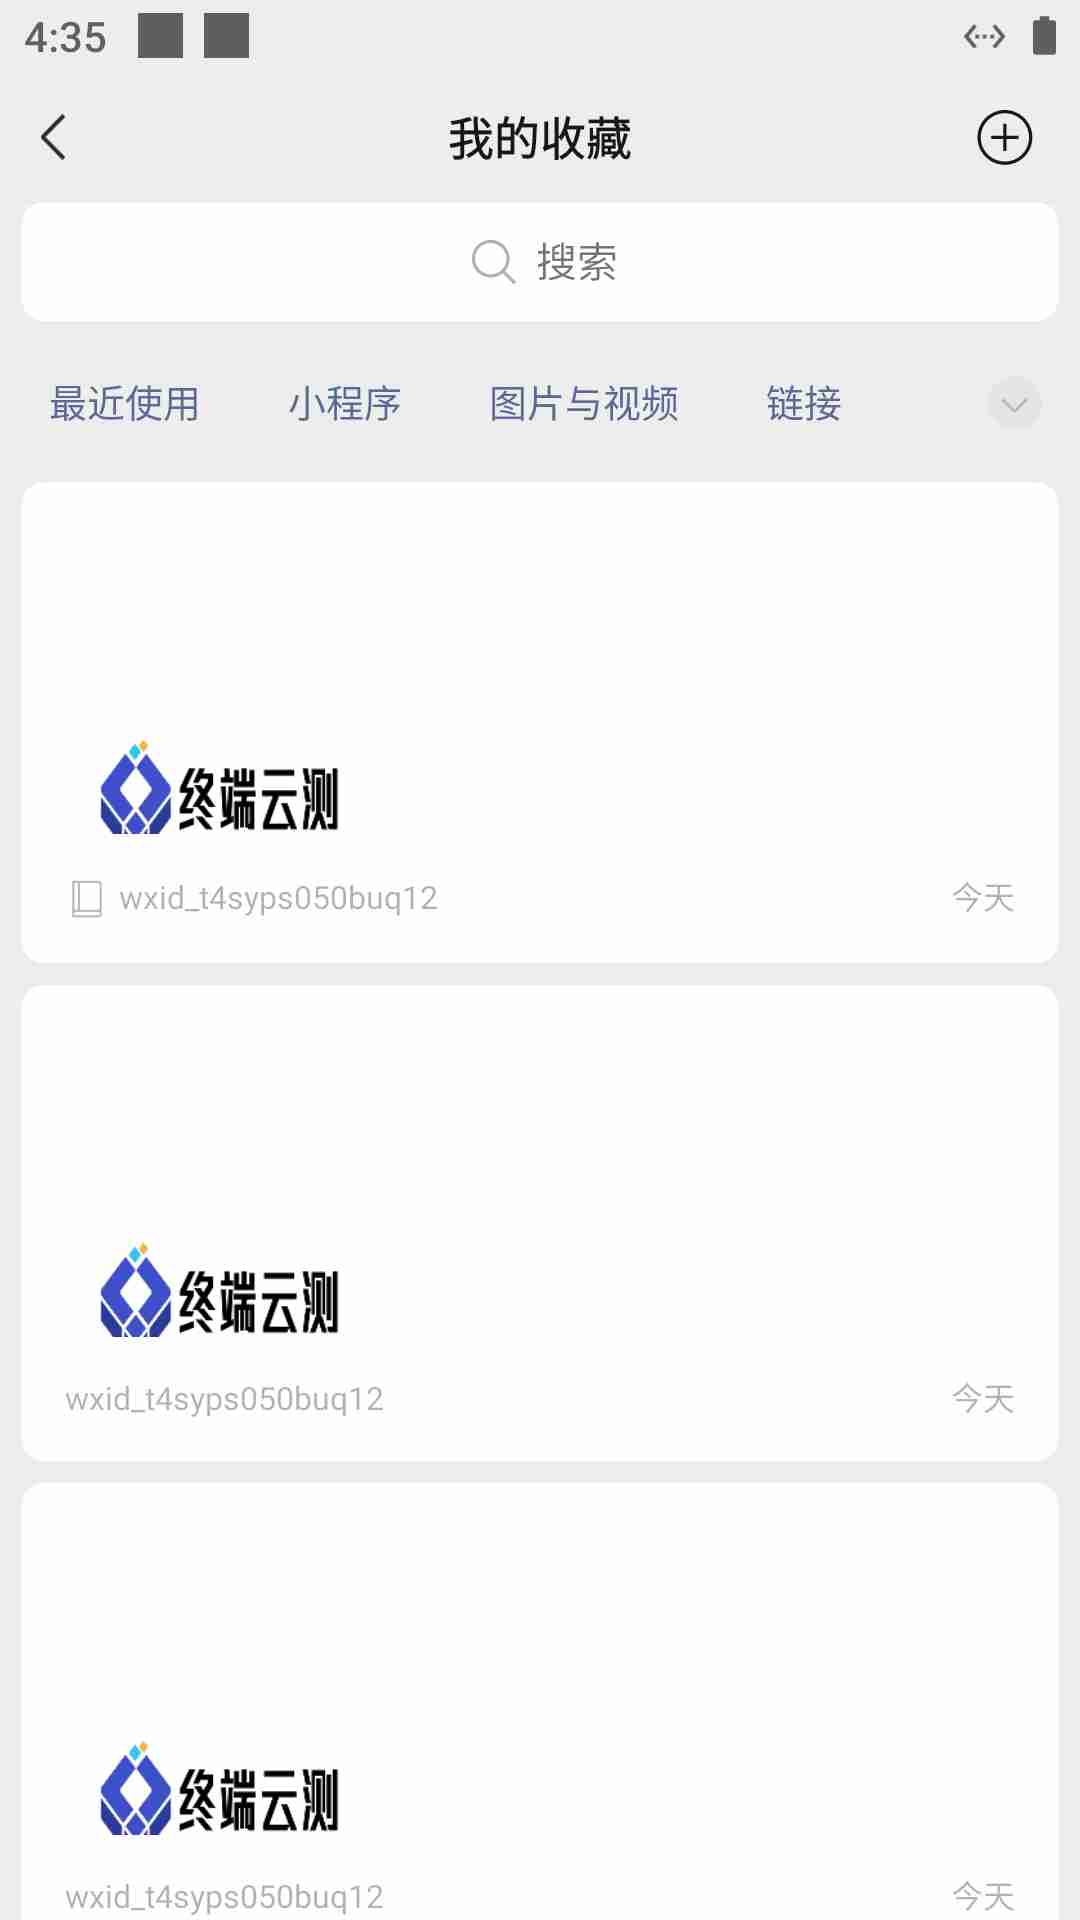 4:35
我的收藏
搜索
最近使用 小程序 图片与视频 链接
终端云测
wxid_t4syps050buq12 今天
终端云测
wxid_t4syps050buq12 今天
终端云测
wxid_t4syps050buq12 今天